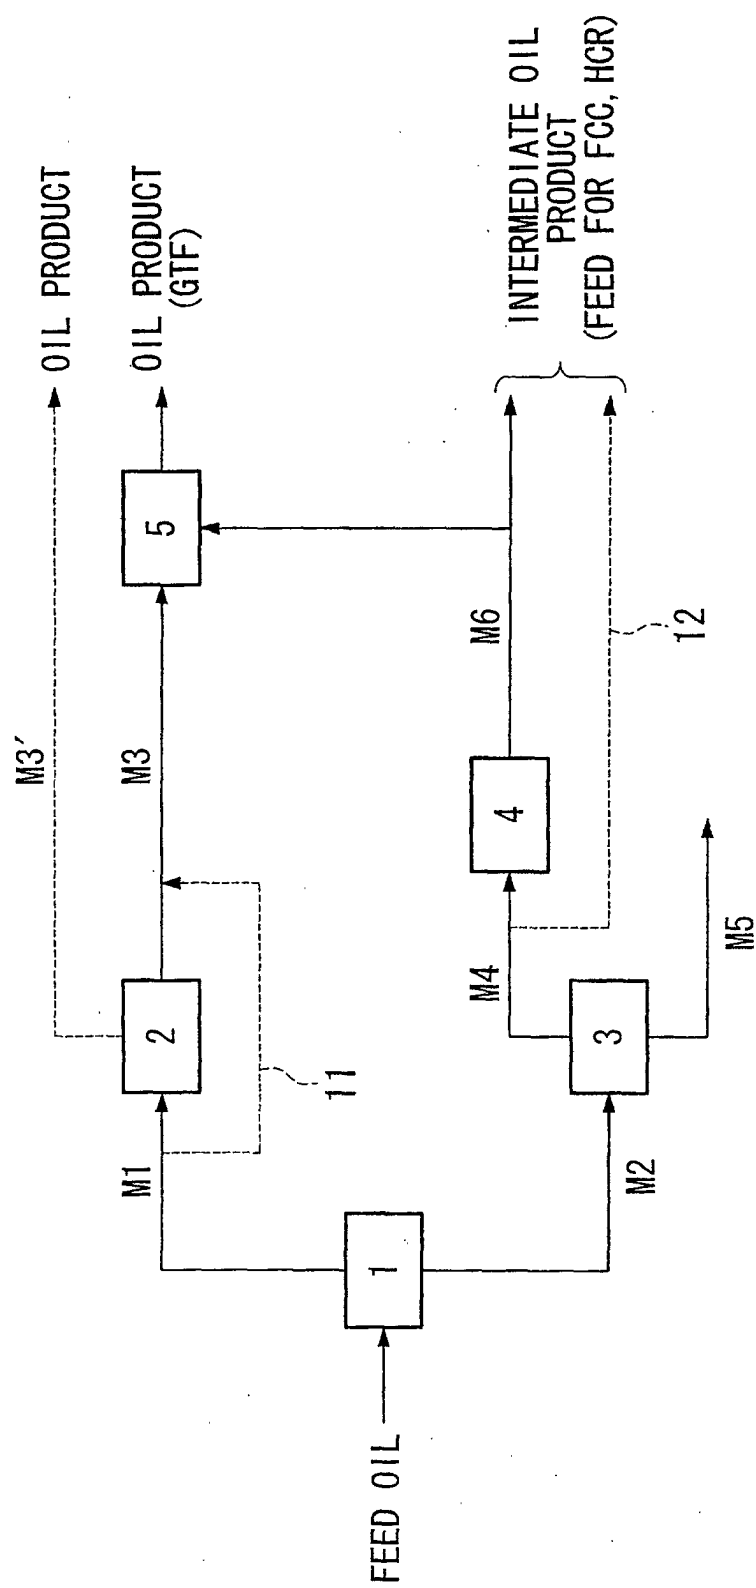 FEED OIL
1
M1
M2
11
2
3
M3′
M3
M4
M5
4
12
M6
5
OIL PRODUCT
OIL PRODUCT
(GTF)
INTERMEDIATE OIL
PRODUCT
(FEED FOR FCC, HCR)